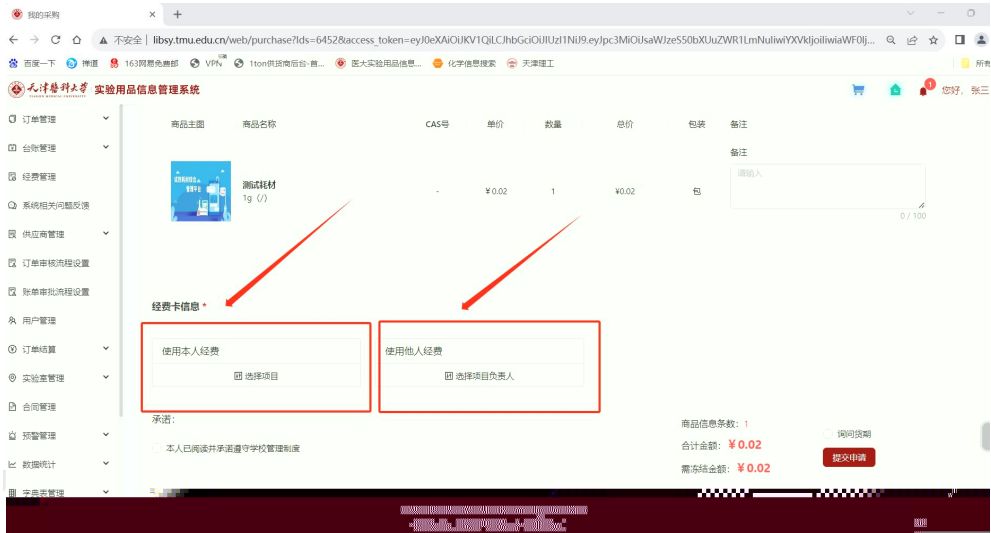 我的采购
不安全 | libsy.tmu.edu.cn/web/purchase?Ids=6452&access_token=
百度一下 禅道 163网易免费邮 VPN 1ton供货商后台-首... 医大实验用品信息... 化学信息搜索 天津理工 所有
天津医科大学 实验用品信息管理系统 1 您好, 张三
订单管理
台账管理
经费管理
系统相关问题反馈
供应商管理
订单审核流程设置
账单审批流程设置
用户管理
订单结算
实验室管理
合同管理
预警管理
数据统计
字典表管理
商品主图 商品名称 CAS号 单价 数量 总价 包装 备注
备注
请输入
测试耗材
1g（/）
- ¥0.02 1 ¥0.02 包
0 / 100
经费卡信息 *
使用本人经费
选择项目
使用他人经费
选择项目负责人
承诺:
本人已阅读并承诺遵守学校管理制度
商品信息条数: 1
合计金额: ¥0.02
需冻结金额: ¥0.02
询问货期
提交申请